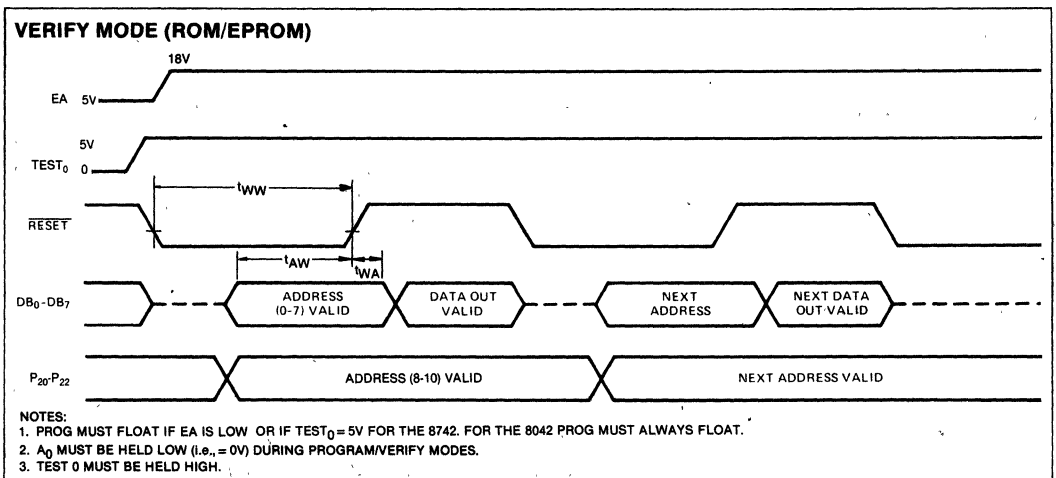 VERIFY MODE (ROM/EPROM)
18V
EA 5V
5V
TEST0 0
tWW
RESET
tAW tWA
DB0-DB7 ADDRESS (0-7) VALID DATA OUT VALID NEXT ADDRESS NEXT DATA OUT VALID
P20-P22 ADDRESS (8-10) VALID NEXT ADDRESS VALID
NOTES:
1. PROG MUST FLOAT IF EA IS LOW OR IF TEST0 = 5V FOR THE 8742. FOR THE 8042 PROG MUST ALWAYS FLOAT.
2. A0 MUST BE HELD LOW (i.e., = 0V) DURING PROGRAM/VERIFY MODES.
3. TEST 0 MUST BE HELD HIGH.